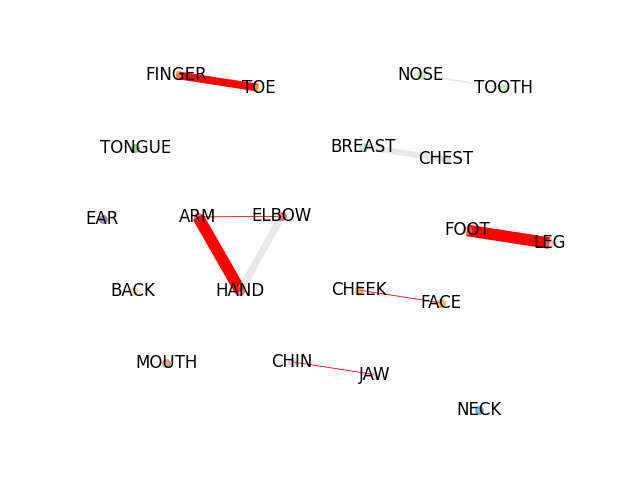 FINGER
TOE
NOSE
TOOTH
TONGUE
BREAST
CHEST
EAR
ARM
ELBOW
FOOT
LEG
BACK
HAND
CHEEK
FACE
MOUTH
CHIN
JAW
NECK